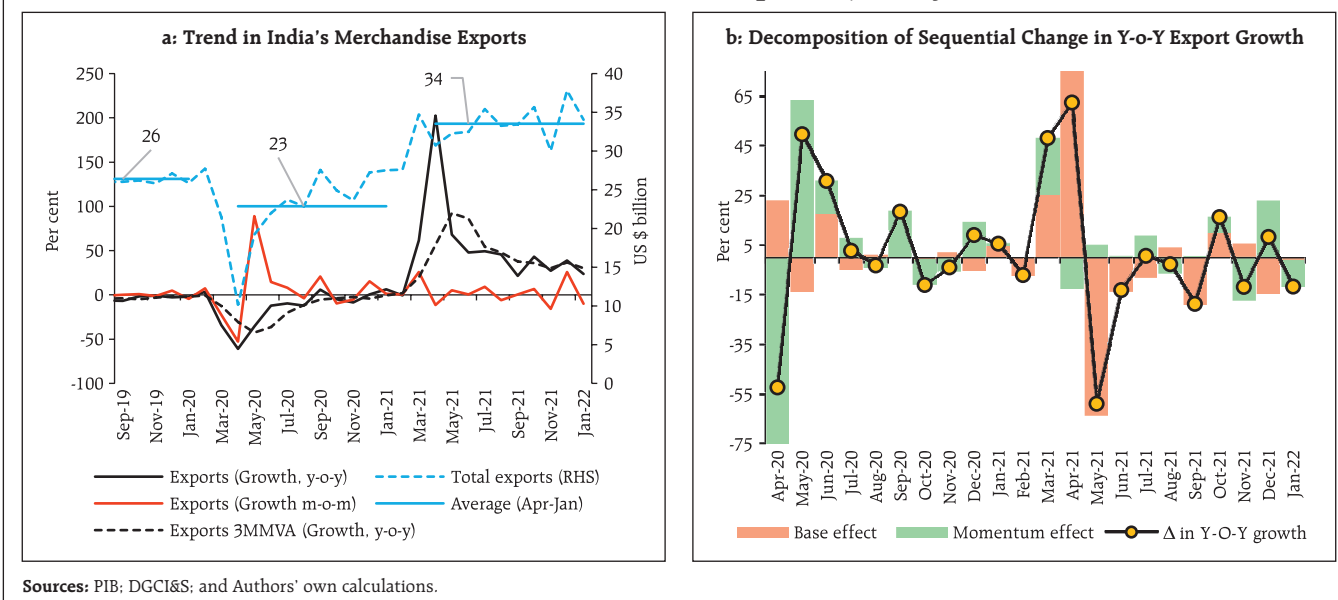 a: Trend in India's Merchandise Exports
250
200
150
100
50
0
-50
-100
Per cent
26
23
34
40
35
30
25
20
15
10
5
0
US $ billion
Sep-19
Nov-19
Jan-20
Mar-20
May-20
Jul-20
Sep-20
Nov-20
Jan-21
Mar-21
May-21
Jul-21
Sep-21
Nov-21
Jan-22
Exports (Growth, y-o-y)
Total exports (RHS)
Exports (Growth m-o-m)
Average (Apr-Jan)
Exports 3MMVA (Growth, y-o-y)
b: Decomposition of Sequential Change in Y-o-Y Export Growth
65
45
25
5
-15
-35
-55
-75
Per cent
Apr-20
May-20
Jun-20
Jul-20
Aug-20
Sep-20
Oct-20
Nov-20
Dec-20
Jan-21
Feb-21
Mar-21
Apr-21
May-21
Jun-21
Jul-21
Aug-21
Sep-21
Oct-21
Nov-21
Dec-21
Jan-22
Base effect
Momentum effect
Δ in Y-O-Y growth
Sources: PIB; DGCI&S; and Authors' own calculations.